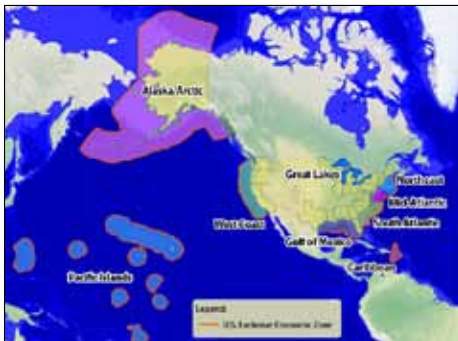 Alaska/Arctic
Great Lakes
Northeast
Mid-Atlantic
South Atlantic
West Coast
Gulf of Mexico
Caribbean
Pacific Islands
Legend
U.S. Exclusive Economic Zone